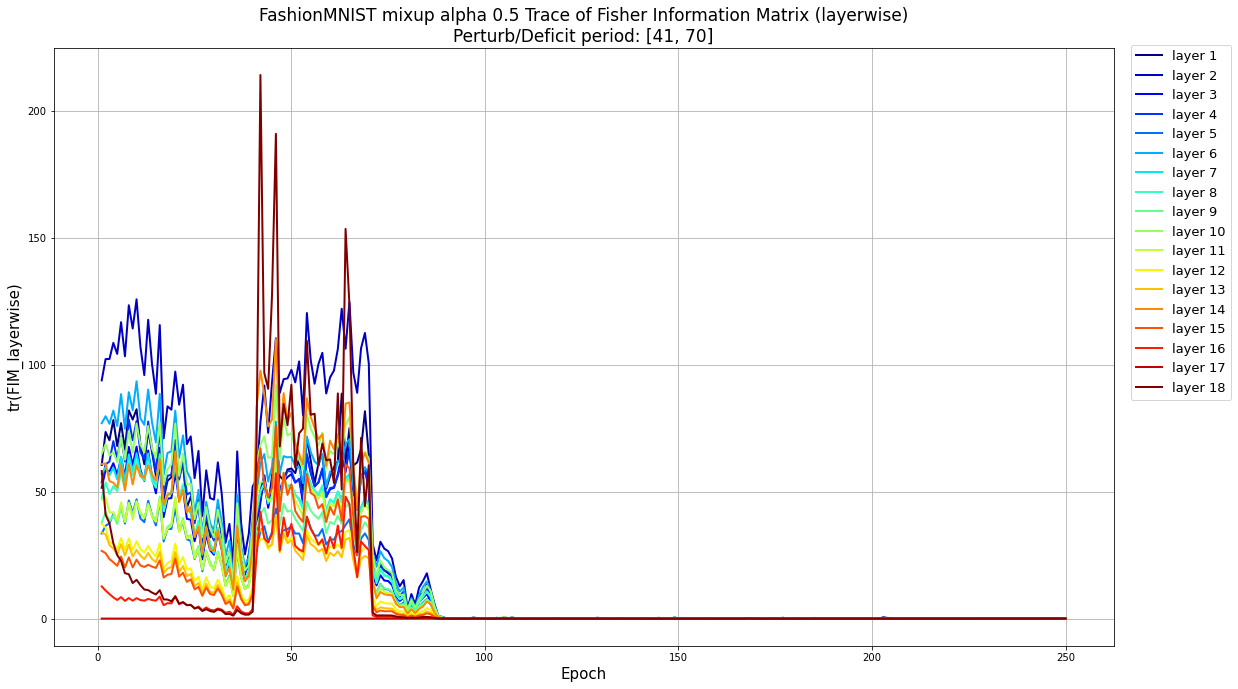 FashionMNIST mixup alpha 0.5 Trace of Fisher Information Matrix (layerwise)
Perturb/Deficit period: [41, 70]
tr(FIM_layerwise)
200
150
100
50
0
0
50
100
150
200
250
Epoch
layer 1
layer 2
layer 3
layer 4
layer 5
layer 6
layer 7
layer 8
layer 9
layer 10
layer 11
layer 12
layer 13
layer 14
layer 15
layer 16
layer 17
layer 18